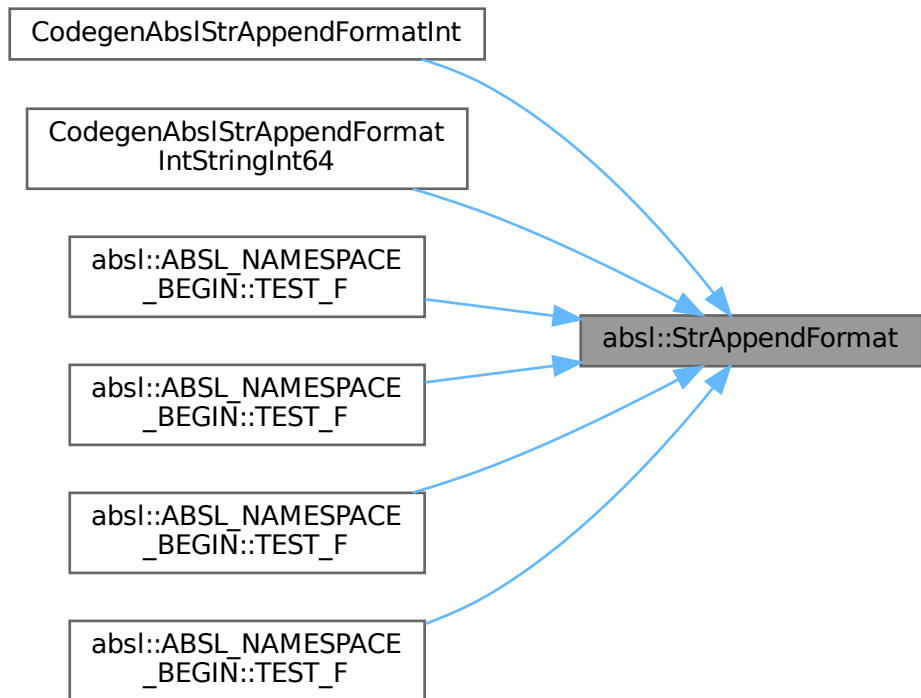 CodegenAbslStrAppendFormatInt
CodegenAbslStrAppendFormat
IntStringInt64
absl::ABSL_NAMESPACE
_BEGIN::TEST_F
absl::StrAppendFormat
absl::ABSL_NAMESPACE
_BEGIN::TEST_F
absl::ABSL_NAMESPACE
_BEGIN::TEST_F
absl::ABSL_NAMESPACE
_BEGIN::TEST_F